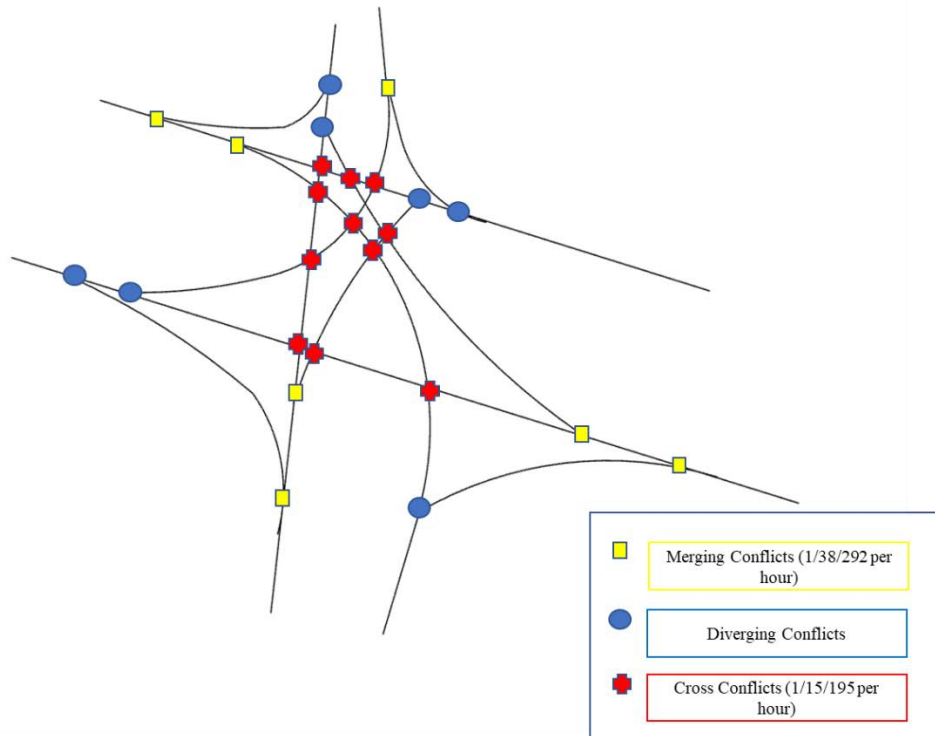 Merging Conflicts (1/38/292 per
hour)
Diverging Conflicts
Cross Conflicts (1/15/195 per
hour)